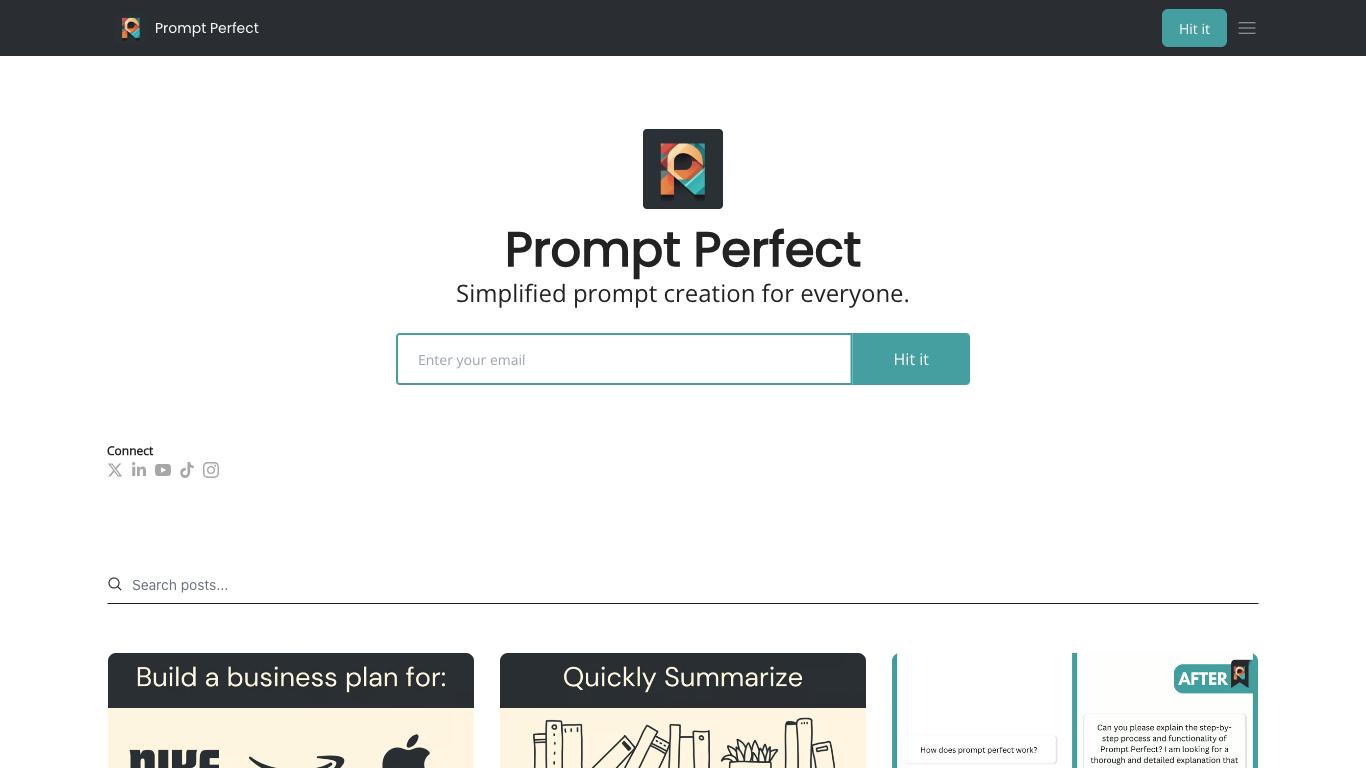 Prompt Perfect
Hit it
Prompt Perfect
Simplified prompt creation for everyone.
Enter your email
Hit it
Connect
Search posts...
Build a business plan for:
NIKE
Quickly Summarize
How does prompt perfect work?
AFTER
Can you please explain the step-by-
step process and functionality of
Prompt Perfect? I am looking for a
thorough and detailed explanation that